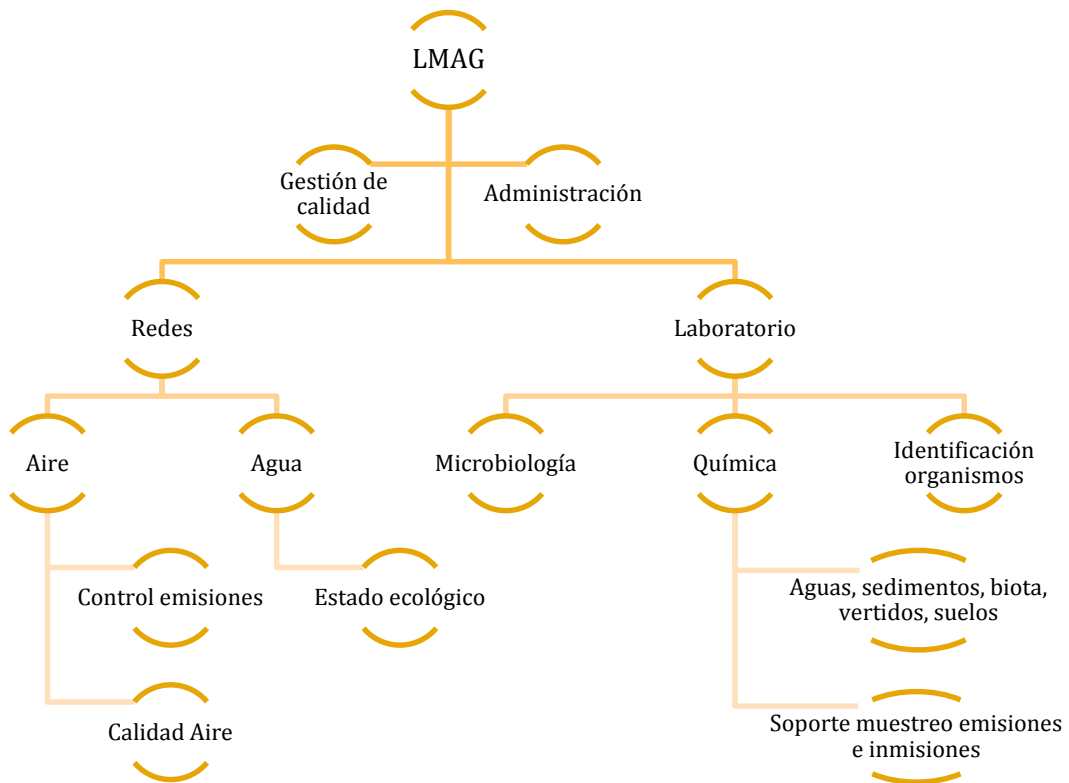 LMAG
Gestión de
calidad
Administración
Redes
Laboratorio
Aire
Agua
Microbiología
Química
Identificación
organismos
Control emisiones
Estado ecológico
Aguas, sedimentos, biota,
vertidos, suelos
Calidad Aire
Soporte muestreo emisiones
e inmisiones